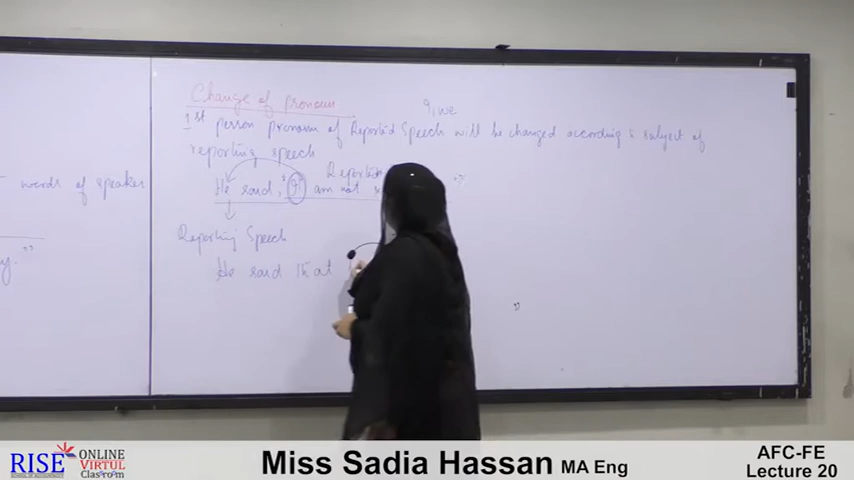 Change of pronoun
I, we
1st person pronoun of Reported Speech will be changed according to subject of
reporting speech
words of speaker
Reported
He said, "I am not
Reporting Speech
He said that
RISE ONLINE VIRTUAL Classroom
Miss Sadia Hassan MA Eng
AFC-FE
Lecture 20